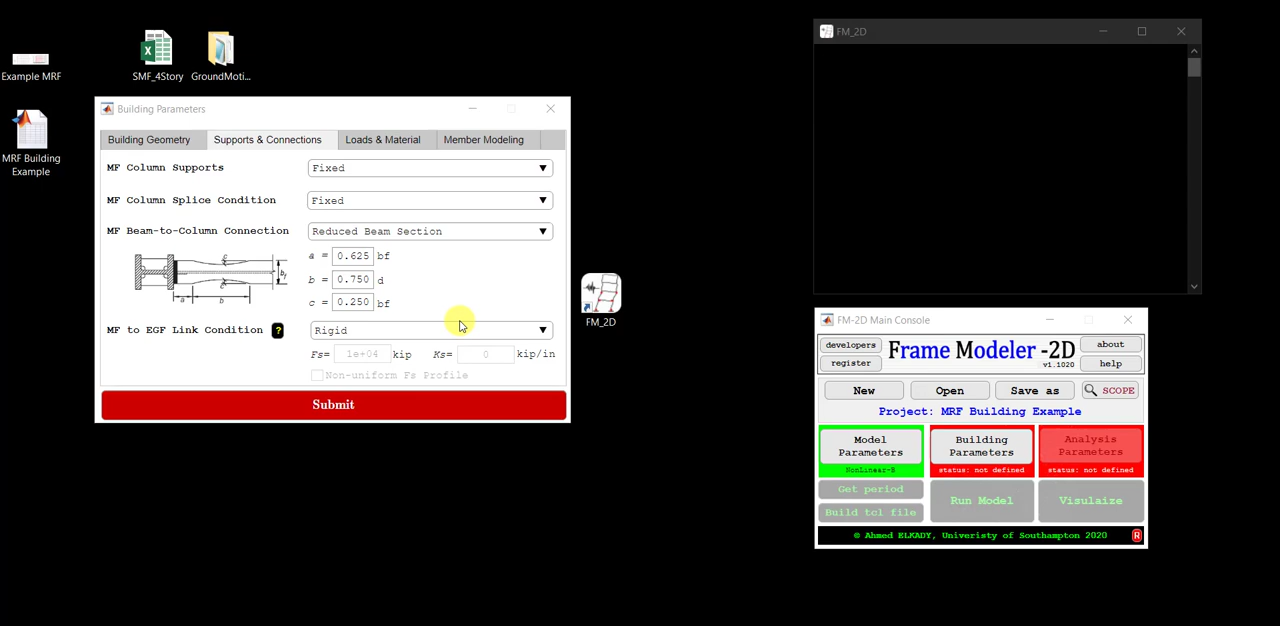 Example MRF
SMF_4Story
GroundMoti...
MRF Building
Example
Building Parameters
Building Geometry
Supports & Connections
Loads & Material
Member Modeling
MF Column Supports
Fixed
MF Column Splice Condition
Fixed
MF Beam-to-Column Connection
Reduced Beam Section
a = 0.625 bf
b = 0.750 d
c = 0.250 bf
c
bf
a
b
MF to EGF Link Condition ? Rigid
Fs= 1e+04 kip Ks= 0 kip/in
Non-uniform Fs Profile
Submit
FM_2D
FM_2D
FM-2D Main Console
developers
register
Frame Modeler -2D
v1.1020
about
help
New
Open
Save as
SCOPE
Project: MRF Building Example
Model
Parameters
NonLinear-B
Building
Parameters
status: not defined
Analysis
Parameters
status: not defined
Get period
Build tcl file
Run Model
Visulaize
© Ahmed ELKADY, Univeristy of Southampton 2020
R